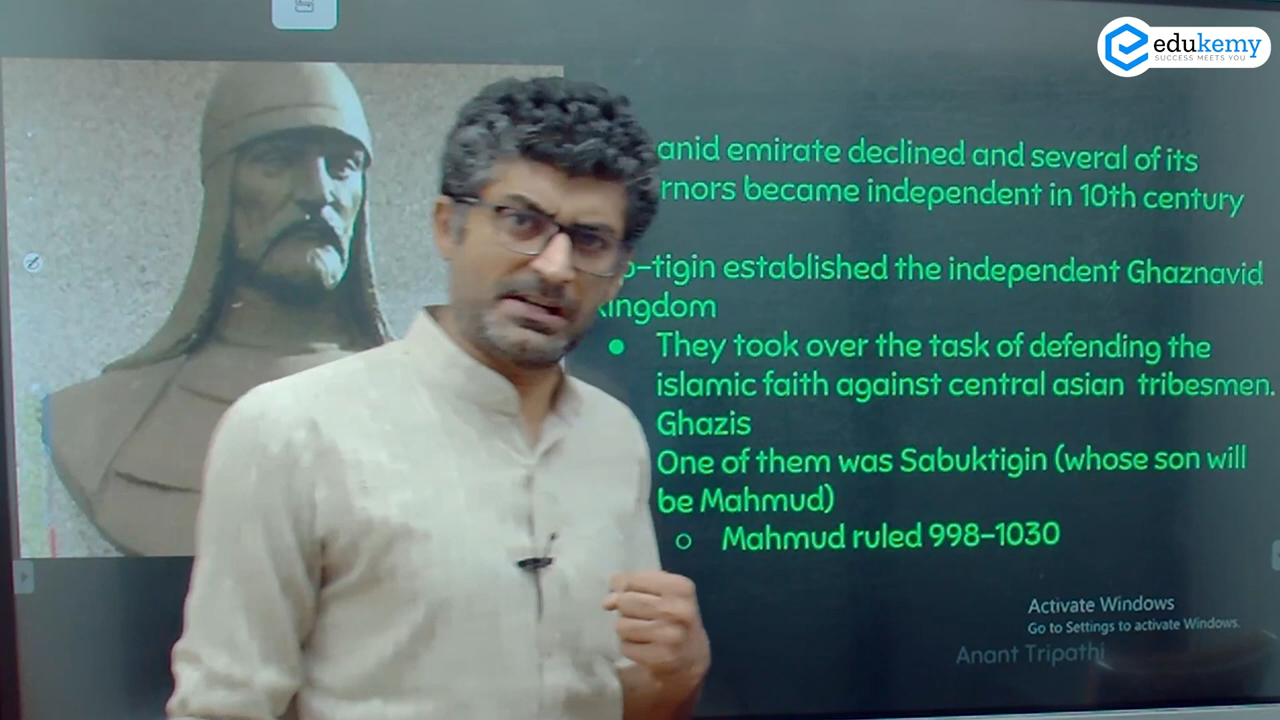 edukemy
SUCCESS MEETS YOU
anid emirate declined and several of its
rnors became independent in 10th century
-tigin established the independent Ghaznavid
kingdom
They took over the task of defending the
islamic faith against central asian tribesmen.
Ghazis
One of them was Sabuktigin (whose son will
be Mahmud)
Mahmud ruled 998-1030
Activate Windows
Go to Settings to activate Windows.
Anant Tripathi